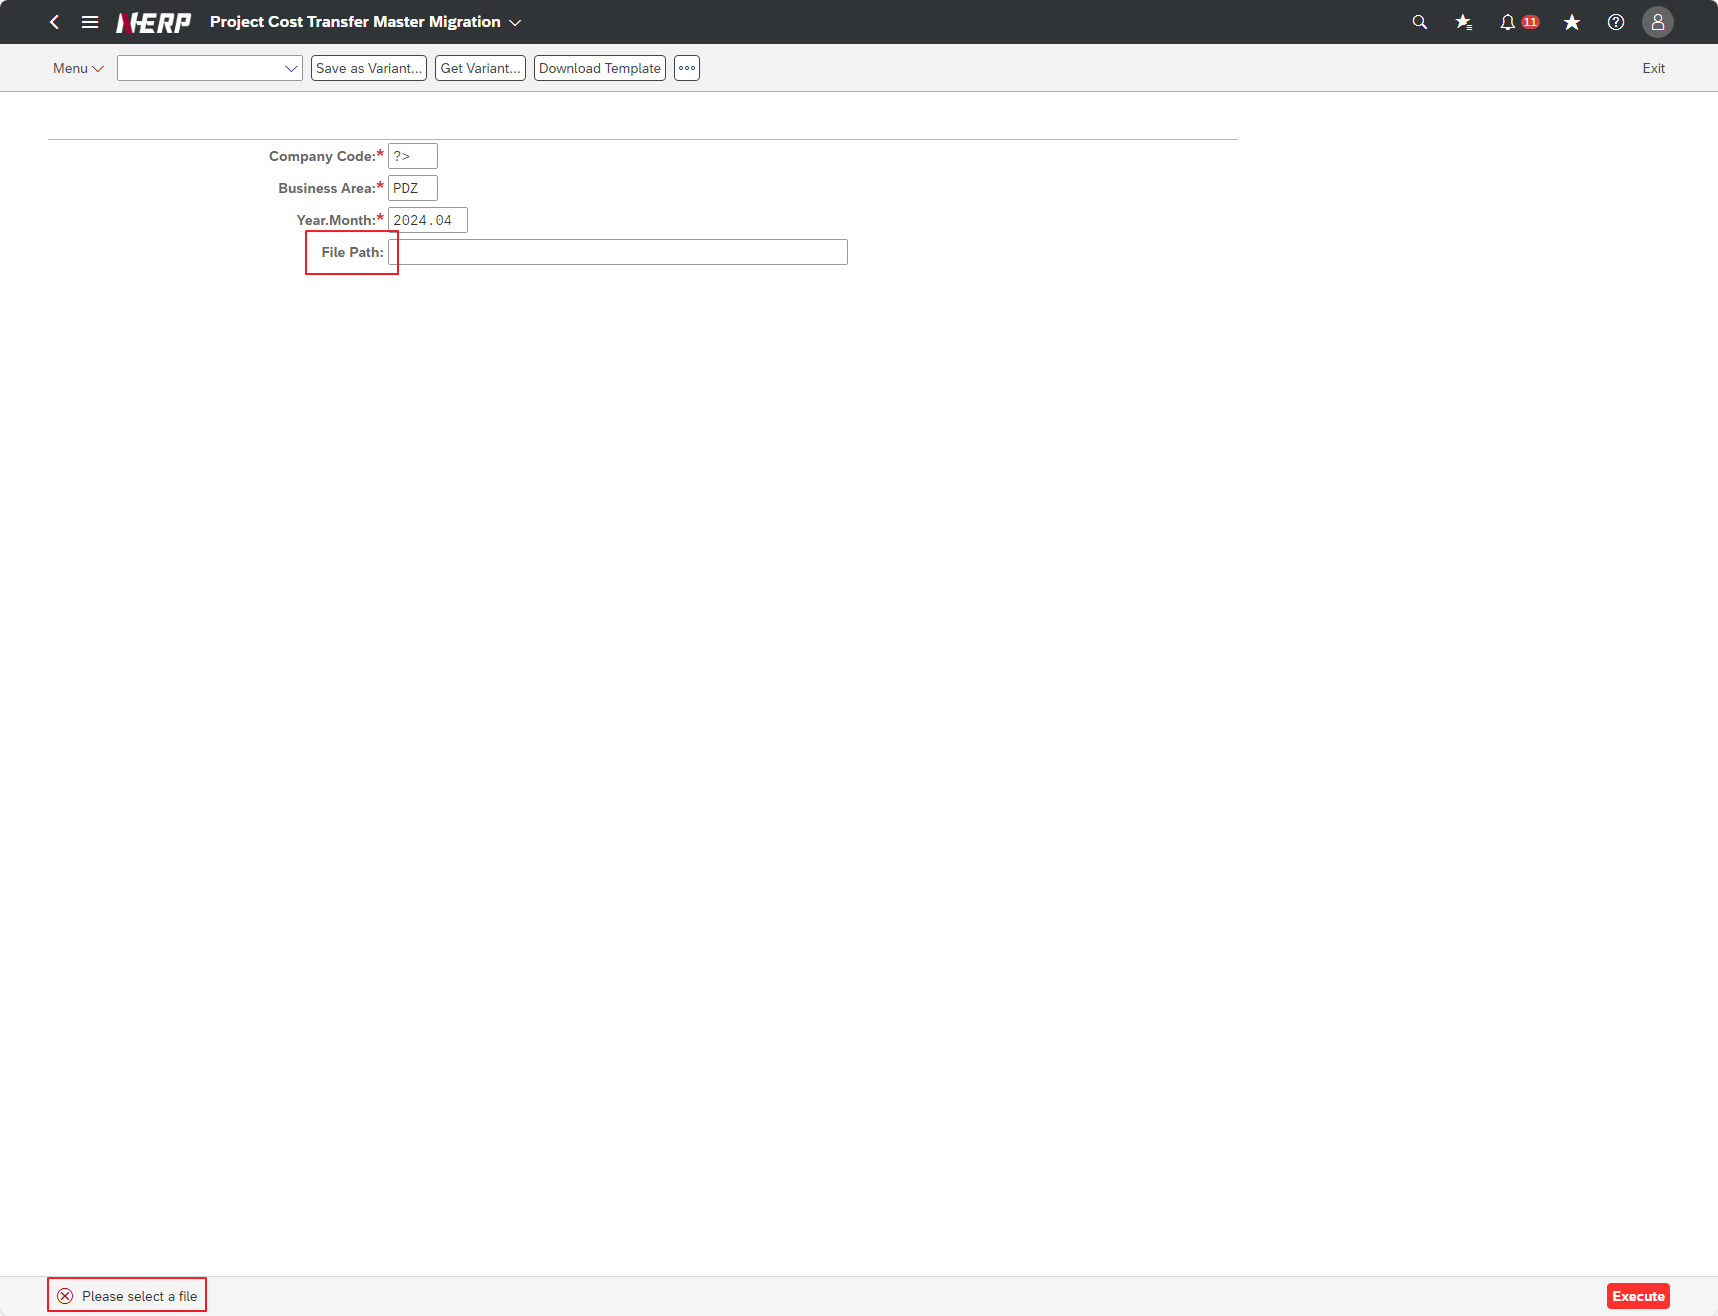 NERP Project Cost Transfer Master Migration 11
Menu Save as Variant... Get Variant... Download Template Exit
Company Code:* ?>
Business Area:* PDZ
Year.Month:* 2024.04
File Path:
Please select a file Execute